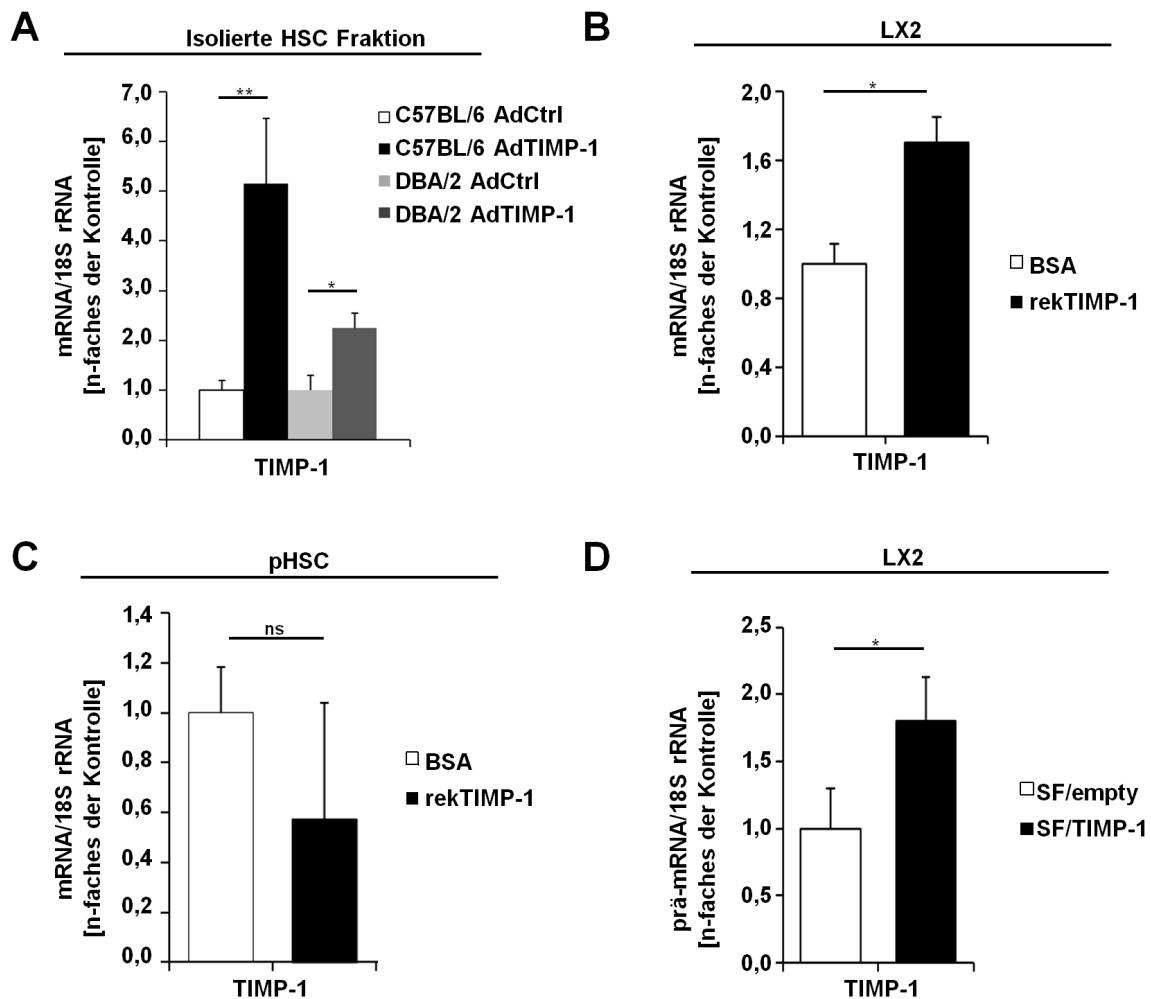 A
Isolierte HSC Fraktion
mRNA/18S rRNA
[n-faches der Kontrolle]
7,0
6,0
5,0
4,0
3,0
2,0
1,0
0,0
**
*
C57BL/6 AdCtrl
C57BL/6 AdTIMP-1
DBA/2 AdCtrl
DBA/2 AdTIMP-1
TIMP-1
B
LX2
mRNA/18S rRNA
[n-faches der Kontrolle]
2,0
1,6
1,2
0,8
0,4
0,0
*
BSA
rekTIMP-1
TIMP-1
C
pHSC
mRNA/18S rRNA
[n-faches der Kontrolle]
1,4
1,2
1,0
0,8
0,6
0,4
0,2
0,0
ns
BSA
rekTIMP-1
TIMP-1
D
LX2
prä-mRNA/18S rRNA
[n-faches der Kontrolle]
2,5
2,0
1,5
1,0
0,5
0,0
*
SF/empty
SF/TIMP-1
TIMP-1